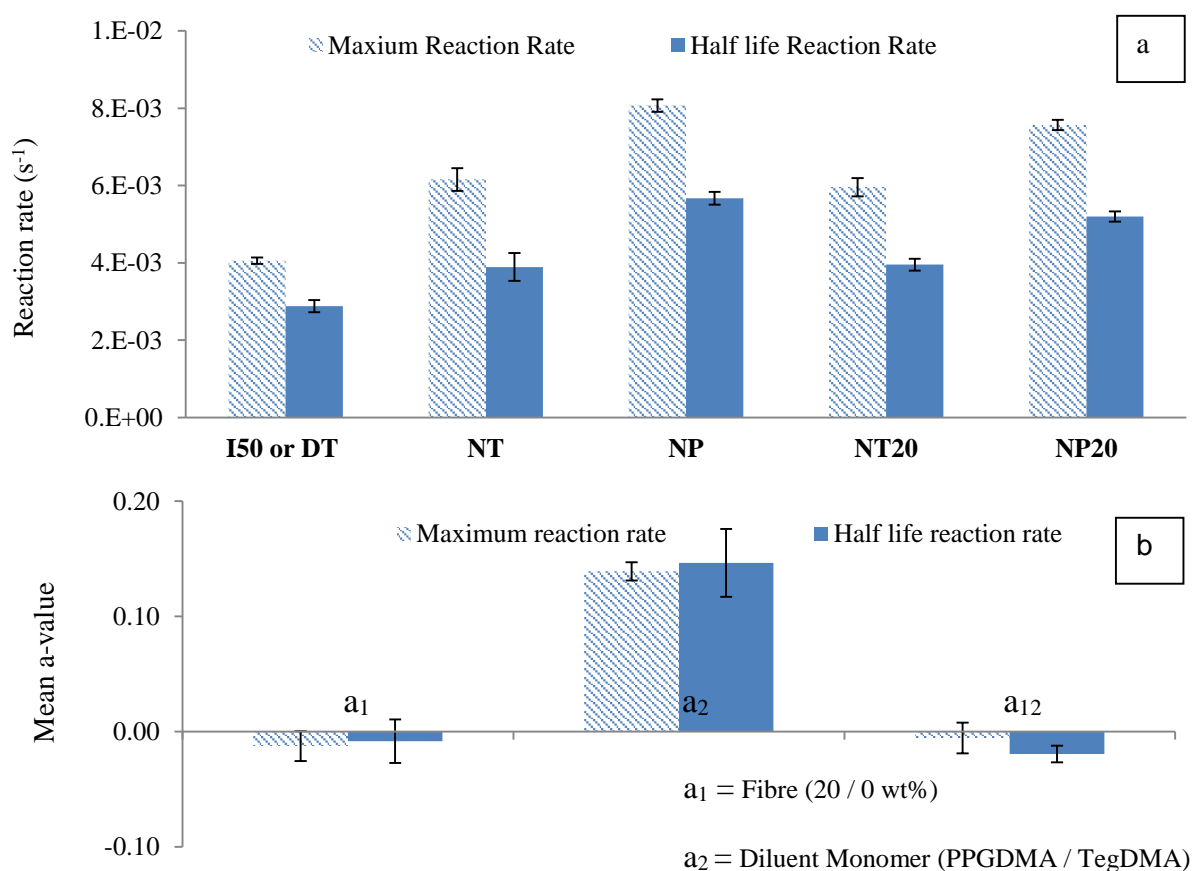 1.E-02
Maxium Reaction Rate Half life Reaction Rate a
8.E-03
6.E-03
4.E-03
2.E-03
0.E+00
Reaction rate (s-1)
I50 or DT NT NP NT20 NP20
0.20
Maximum reaction rate Half life reaction rate b
0.10
0.00
-0.10
Mean a-value
a1 a2 a12
a1 = Fibre (20 / 0 wt%)
a2 = Diluent Monomer (PPGDMA / TegDMA)